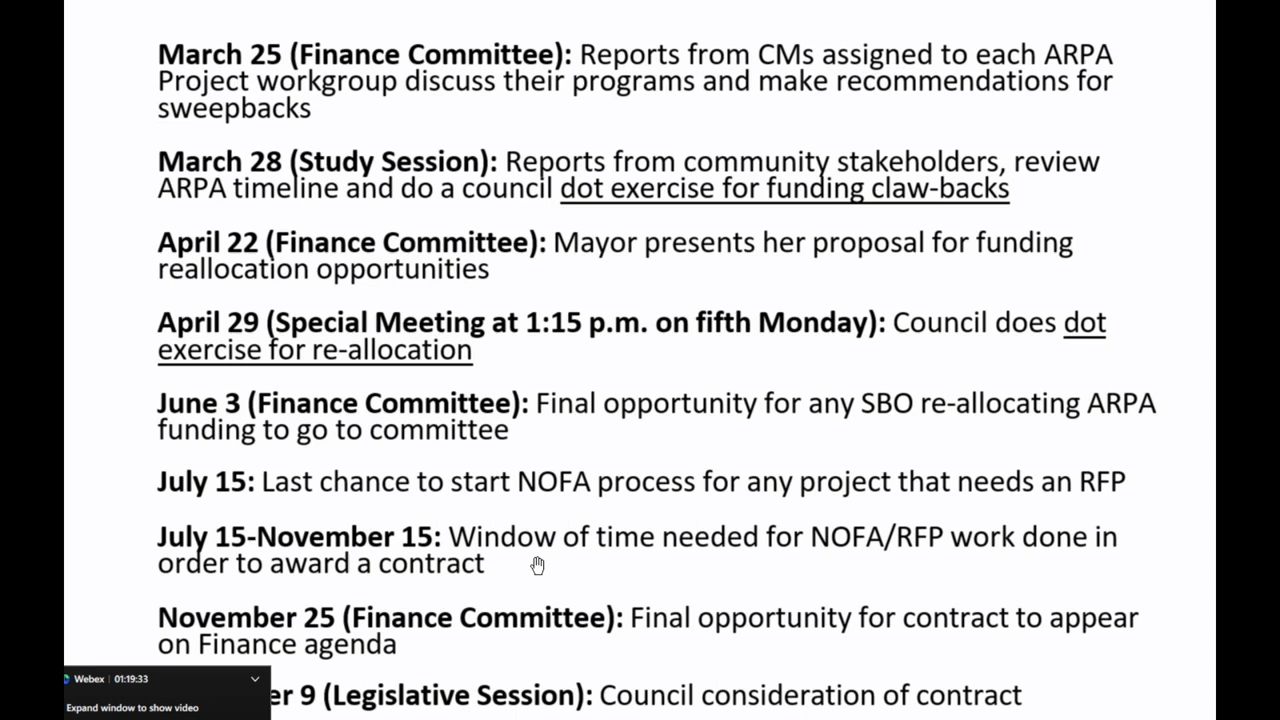 March 25 (Finance Committee): Reports from CMs assigned to each ARPA
Project workgroup discuss their programs and make recommendations for
sweepbacks
March 28 (Study Session): Reports from community stakeholders, review
ARPA timeline and do a council dot exercise for funding claw-backs
April 22 (Finance Committee): Mayor presents her proposal for funding
reallocation opportunities
April 29 (Special Meeting at 1:15 p.m. on fifth Monday): Council does dot
exercise for re-allocation
June 3 (Finance Committee): Final opportunity for any SBO re-allocating ARPA
funding to go to committee
July 15: Last chance to start NOFA process for any project that needs an RFP
July 15-November 15: Window of time needed for NOFA/RFP work done in
order to award a contract
November 25 (Finance Committee): Final opportunity for contract to appear
on Finance agenda
9 (Legislative Session): Council consideration of contract
Webex 01:19:33
Expand window to show video